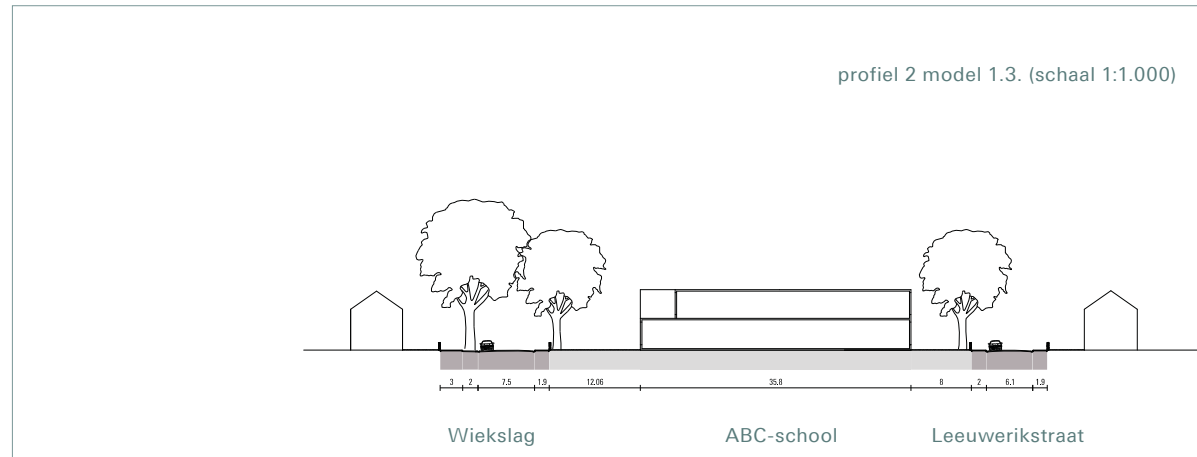 profiel 2 model 1.3. (schaal 1:1.000)
3 2 7.5 1.9 12.06 35.8 8 2 6.1 1.9
Wiekslag ABC-school Leeuwerikstraat